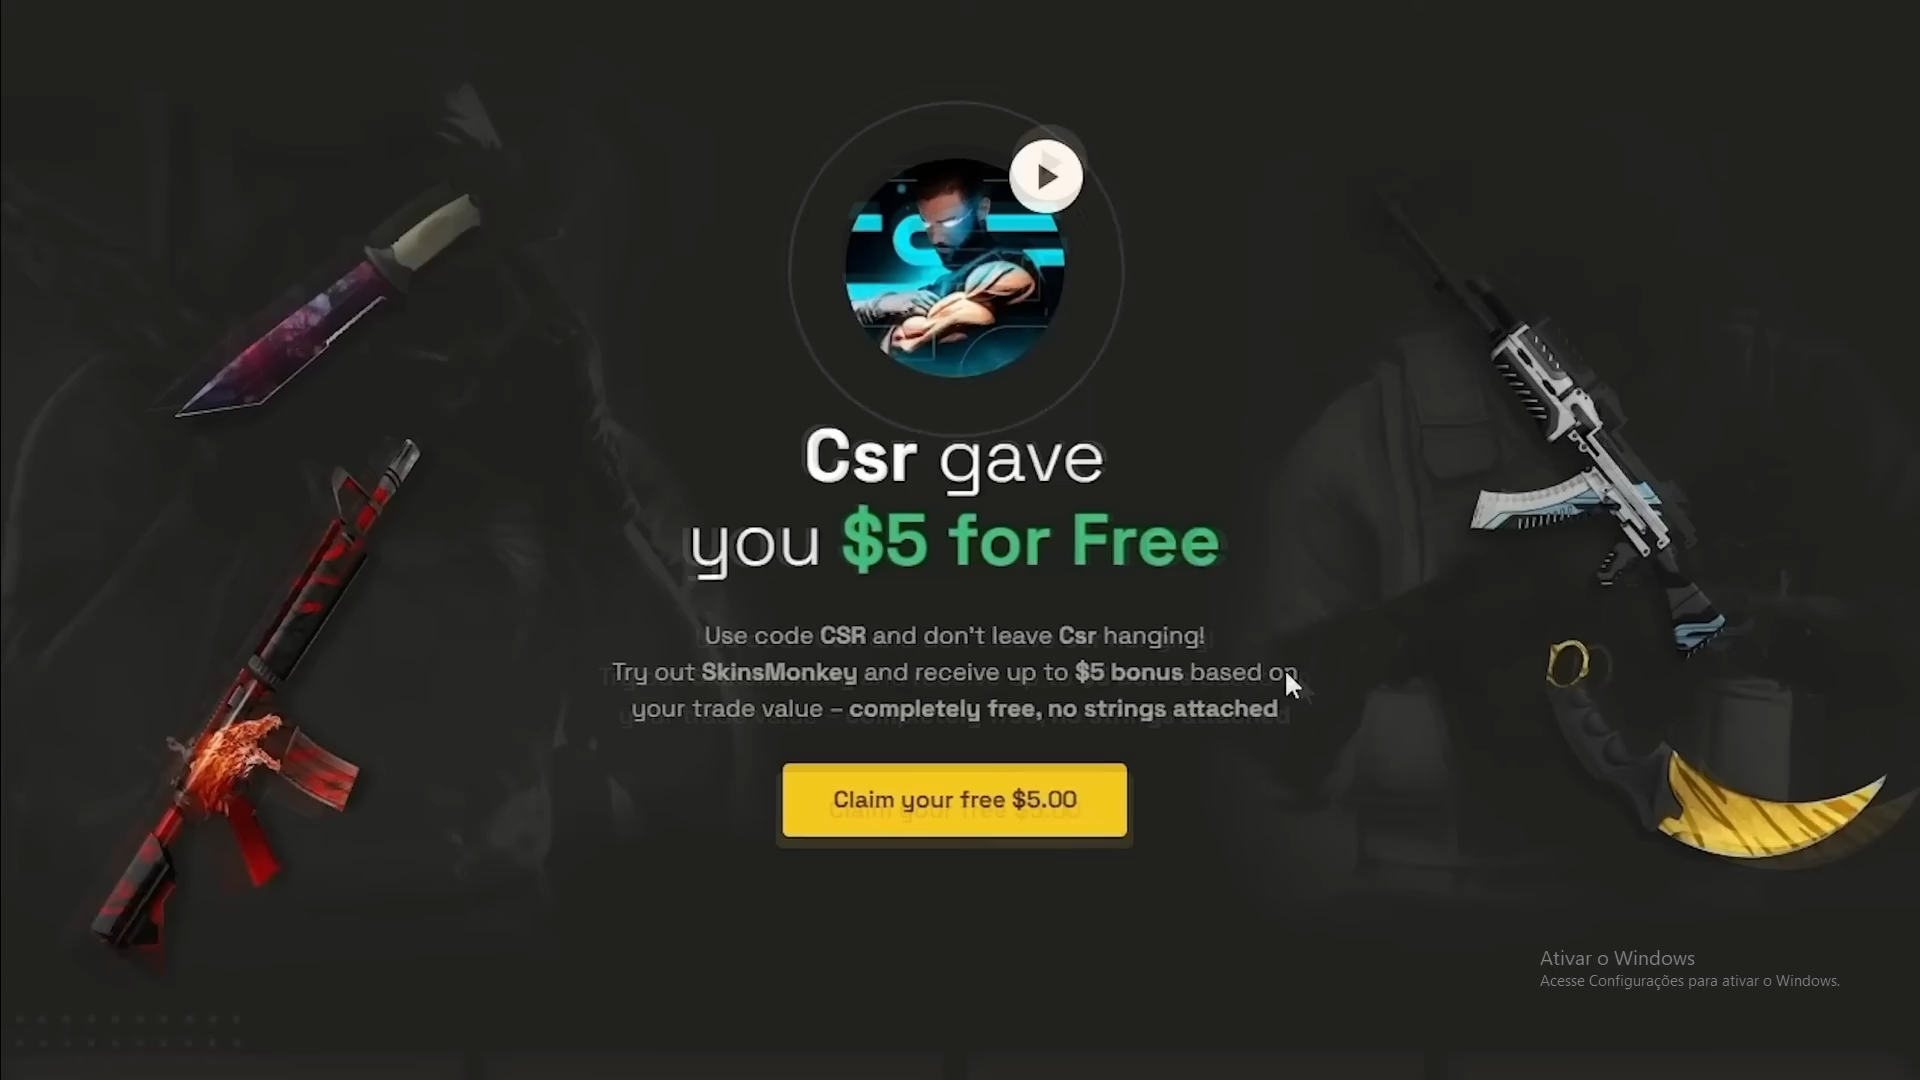 Csr gave
you $5 for Free
Use code CSR and don't leave Csr hanging!
Try out SkinsMonkey and receive up to $5 bonus based on
your trade value – completely free, no strings attached
Claim your free $5.00
Ativar o Windows
Acesse Configurações para ativar o Windows.